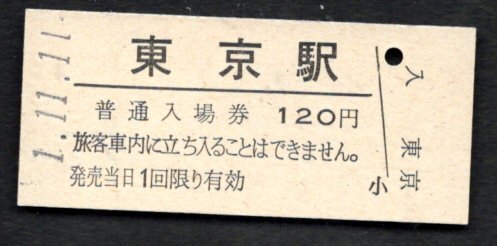 1.11.11
東京駅
普通入場券 120円
旅客車内に立ち入ることはできません。
発売当日1回限り有効
入 東京
小